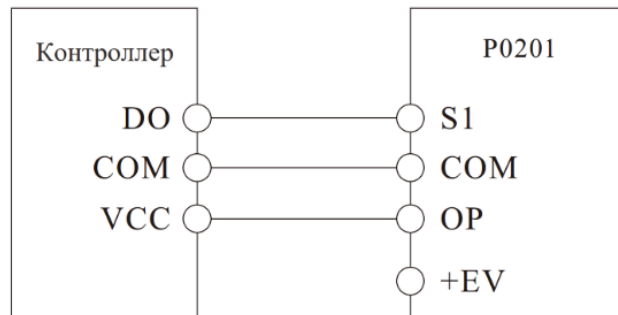 Контроллер
P0201
DO
S1
COM
COM
VCC
OP
+EV